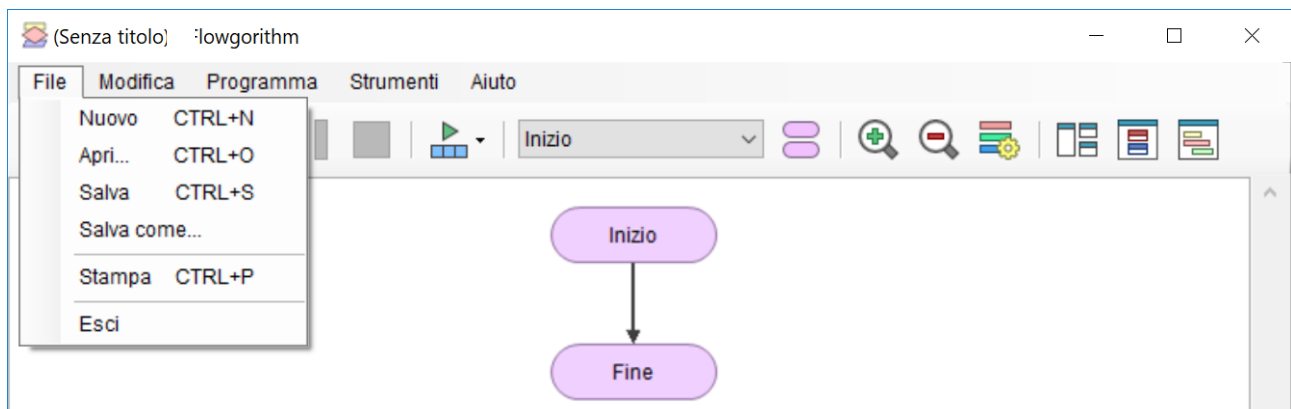 (Senza titolo) Flowgorithm
File Modifica Programma Strumenti Aiuto
Nuovo CTRL+N
Apri... CTRL+O
Salva CTRL+S
Salva come...
Stampa CTRL+P
Esci
Inizio
Inizio
Fine